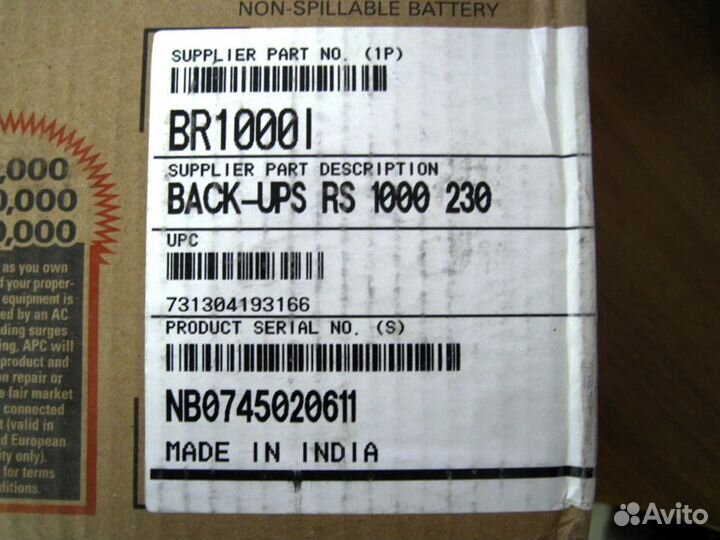 NON-SPILLABLE BATTERY
SUPPLIER PART NO. (1P)
BR1000I
SUPPLIER PART DESCRIPTION
BACK-UPS RS 1000 230
UPC
731304193166
PRODUCT SERIAL NO. (S)
NB0745020611
MADE IN INDIA
,000
0,000
0,000
as you own
f your proper-
equipment is
ed by an AC
ding surges
ing, APC will
product and
on repair or
e fair market
connected
t (valid in
d European
ity only).
for terms
ditions.
Avito